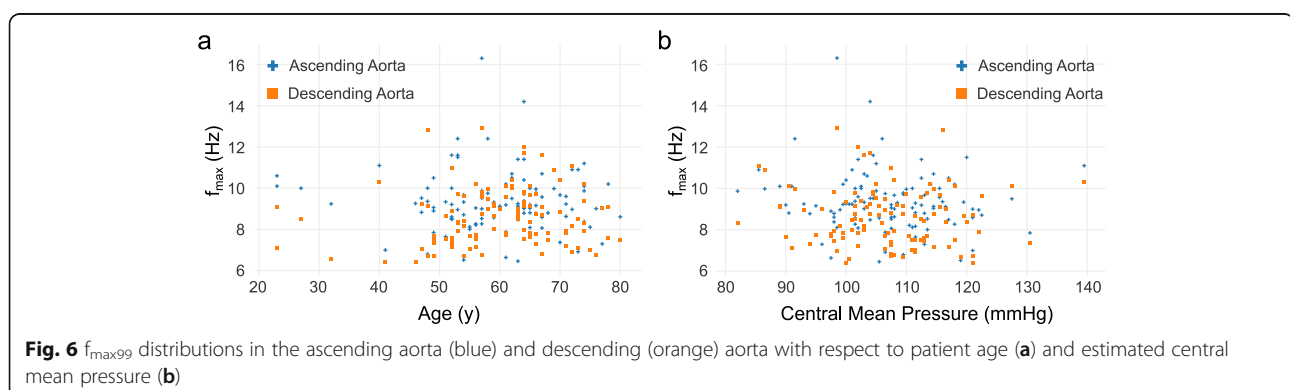 a
b
16
14
12
10
8
6
f_max (Hz)
Ascending Aorta
Descending Aorta
20 30 40 50 60 70 80
Age (y)
16
14
12
10
8
6
f_max (Hz)
Ascending Aorta
Descending Aorta
80 90 100 110 120 130 140
Central Mean Pressure (mmHg)
Fig. 6 f_max99 distributions in the ascending aorta (blue) and descending (orange) aorta with respect to patient age (a) and estimated central
mean pressure (b)